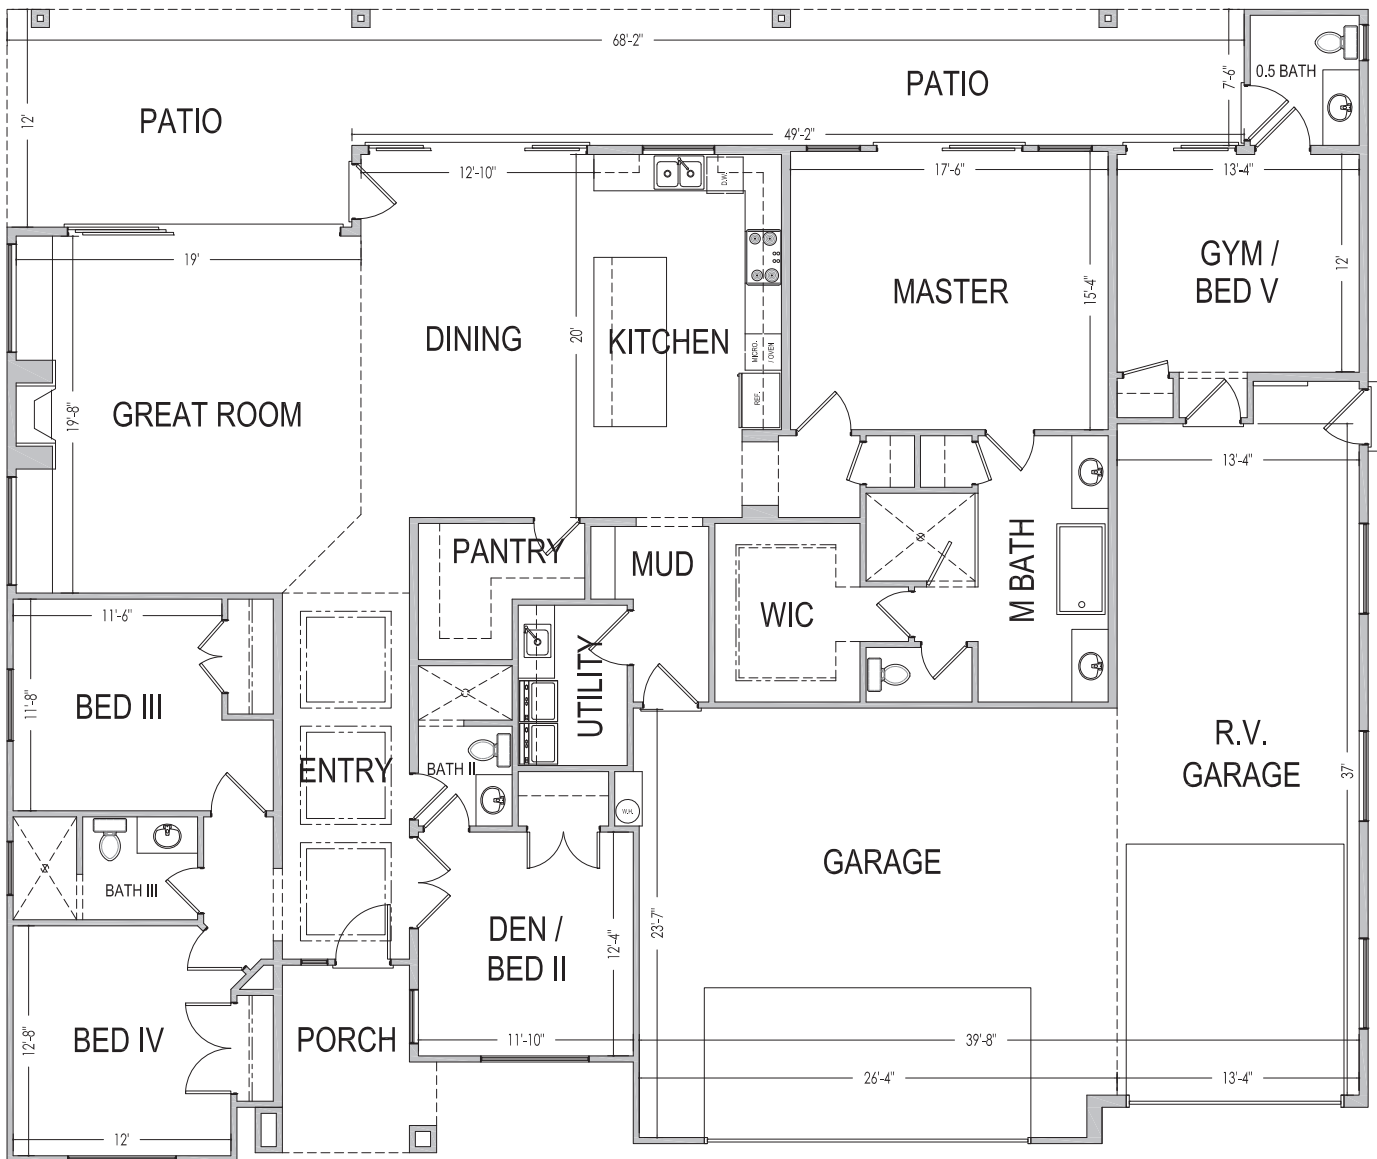 68'-2"
7'-6"
0.5 BATH
PATIO
PATIO
12'
49'-2"
12'-10"
D.W.
17'-6"
13'-4"
19'
GYM /
BED V
12'
MASTER
15'-4"
DINING
20'
KITCHEN
MICRO.
/ OVEN
REF.
GREAT ROOM
19'-8"
13'-4"
PANTRY
MUD
M BATH
WIC
11'-6"
BED III
11'-8"
UTILITY
R.V.
GARAGE
37'
ENTRY
BATH II
W.H.
GARAGE
BATH III
DEN /
BED II
12'-4"
23'-7"
BED IV
12'-8"
PORCH
11'-10"
39'-8"
26'-4"
13'-4"
12'